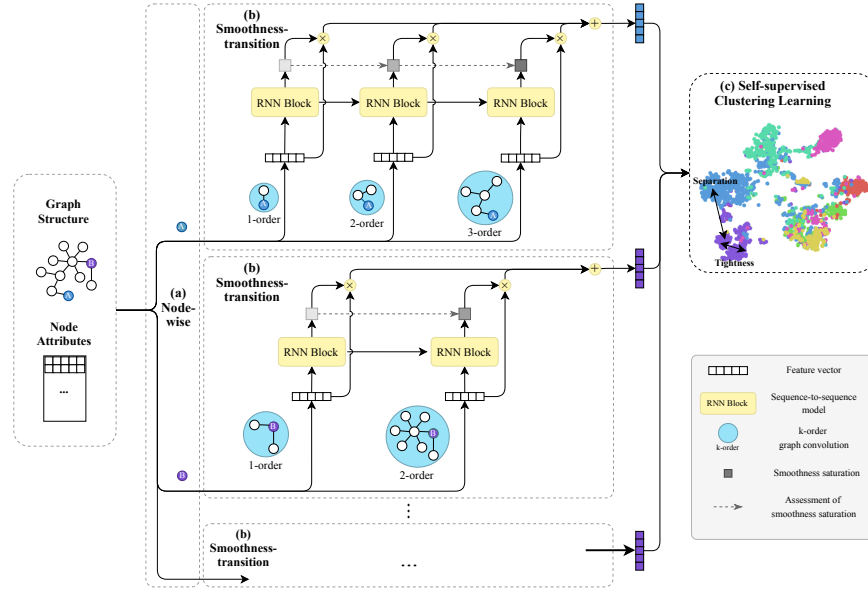 Graph
Structure
B
A
Node
Attributes
...
(a)
Node-
wise
A
B
(b)
Smoothness-
transition
×
×
×
+
RNN Block
RNN Block
RNN Block
A
1-order
A
2-order
A
3-order
(b)
Smoothness-
transition
×
×
+
RNN Block
RNN Block
B
1-order
B
2-order
(b)
Smoothness-
transition
...
(c) Self-supervised
Clustering Learning
Separation
Tightness
Feature vector
RNN Block
Sequence-to-sequence
model
k-order
k-order
graph convolution
Smoothness saturation
Assessment of
smoothness saturation